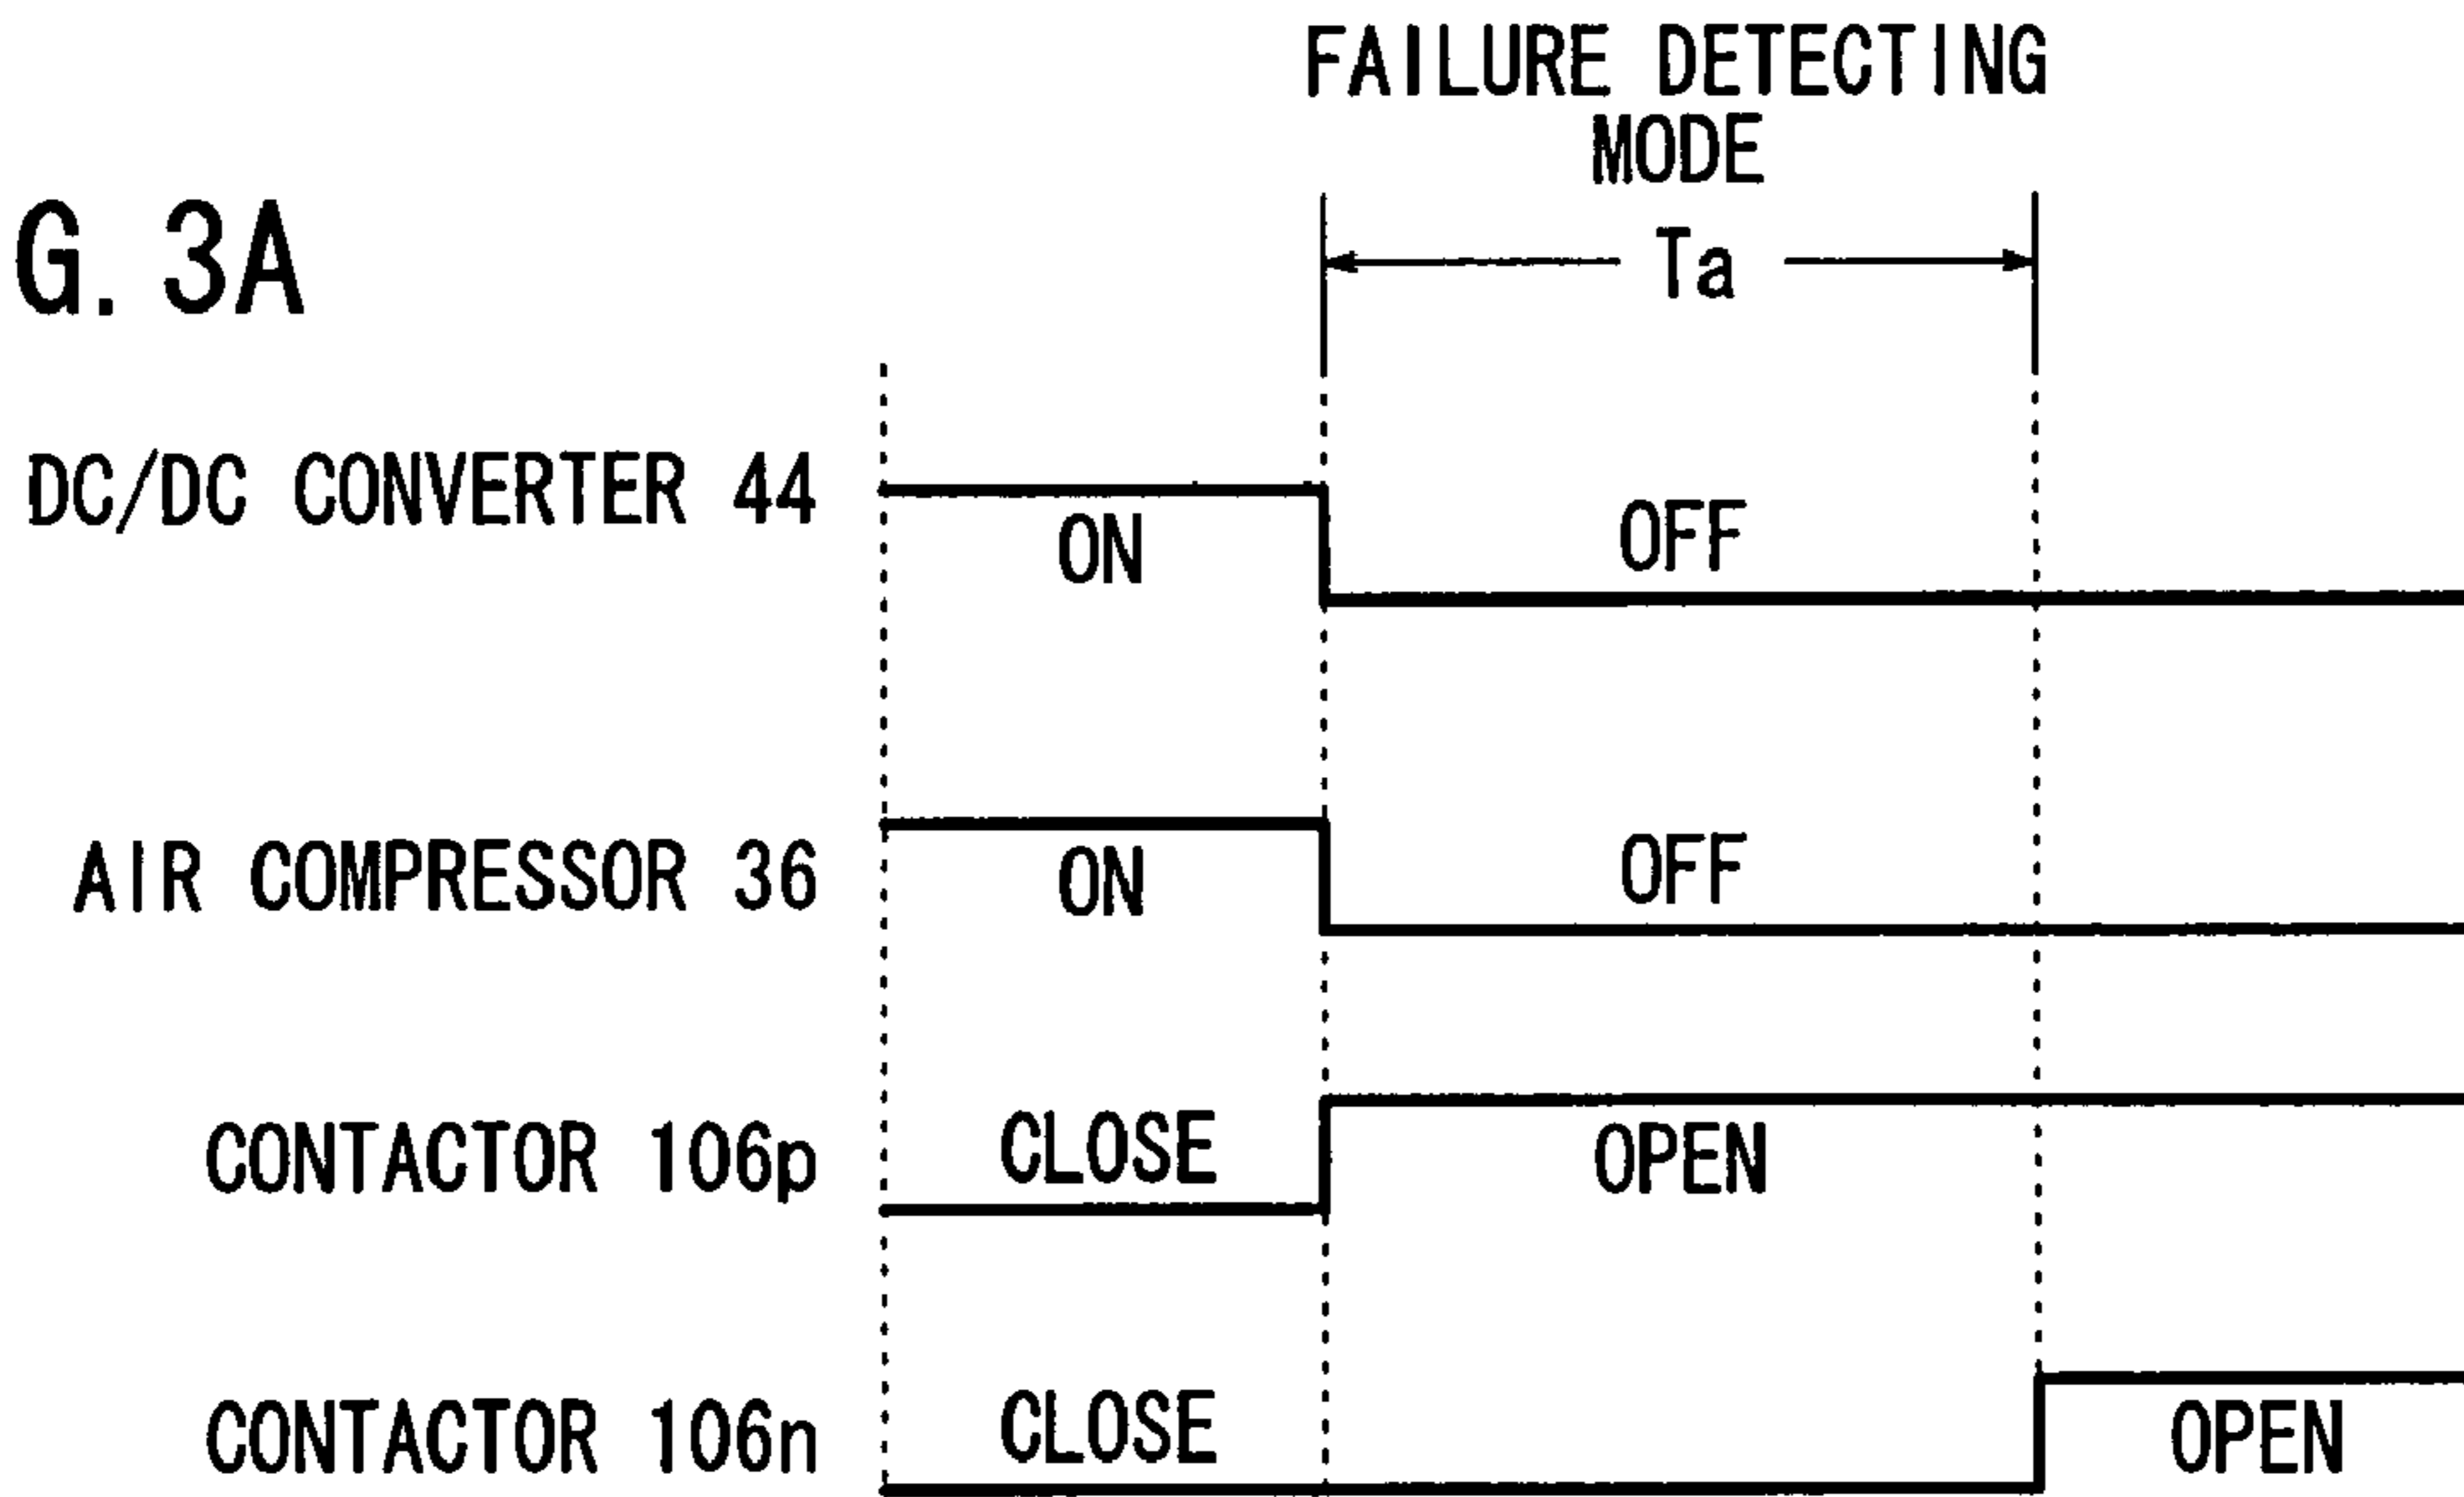 FAILURE DETECTING
MODE
G. 3A
Ta
DC/DC CONVERTER 44
ON
OFF
AIR COMPRESSOR 36
ON
OFF
CONTACTOR 106p
CLOSE
OPEN
CONTACTOR 106n
CLOSE
OPEN